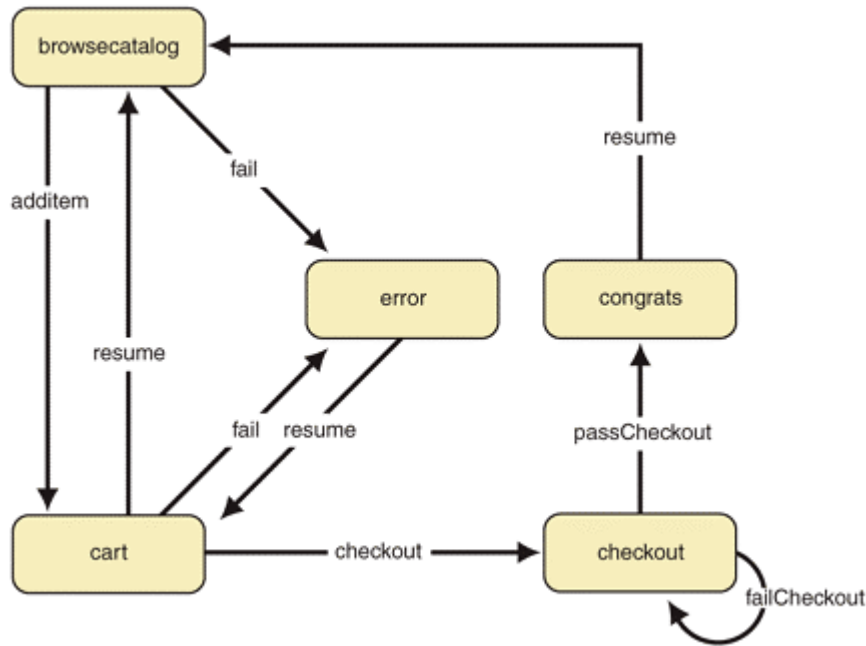 browsecatalog
resume
fail
additem
error
congrats
resume
fail
resume
passCheckout
cart
checkout
checkout
failCheckout